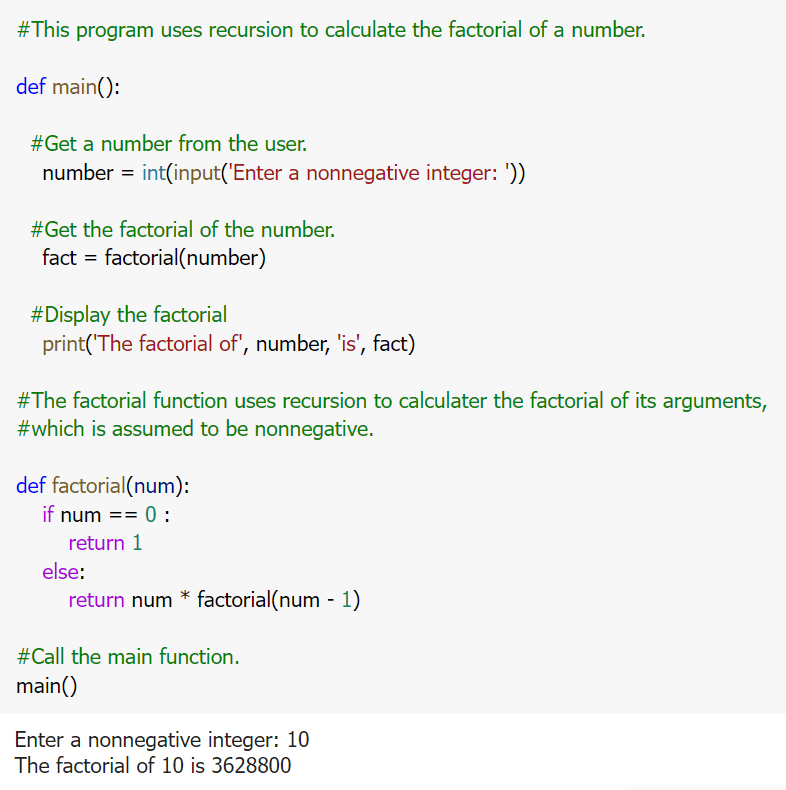 #This program uses recursion to calculate the factorial of a number.
def main():
#Get a number from the user.
number = int(input('Enter a nonnegative integer: '))
#Get the factorial of the number.
fact = factorial(number)
#Display the factorial
print('The factorial of', number, 'is', fact)
#The factorial function uses recursion to calculater the factorial of its arguments,
#which is assumed to be nonnegative.
def factorial(num):
if num == 0 :
return 1
else:
return num * factorial(num - 1)
#Call the main function.
main()
Enter a nonnegative integer: 10
The factorial of 10 is 3628800